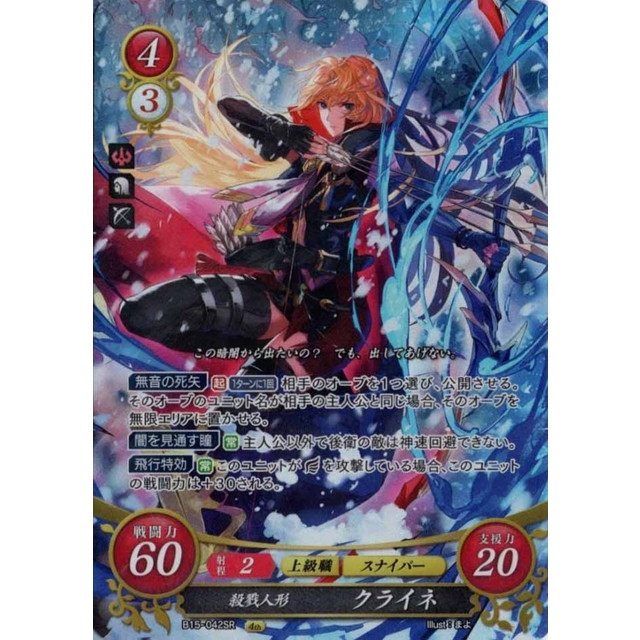 4
3
この暗闇から出たいの? でも、出してあげない。
無音の死矢 起 1ターンに1回 相手のオーブを1つ選び、公開させる。
そのオーブのユニット名が相手の主人公と同じ場合、そのオーブを
無限エリアに置かせる。
闇を見通す瞳 常 主人公以外で後衛の敵は神速回避できない。
飛行特効 常 このユニットが を攻撃している場合、このユニット
の戦闘力は+30される。
戦闘力
60
射程 2 上級職 スナイパー
支援力
20
殺戮人形 クライネ
B15-042SR 4th Illust:まよ